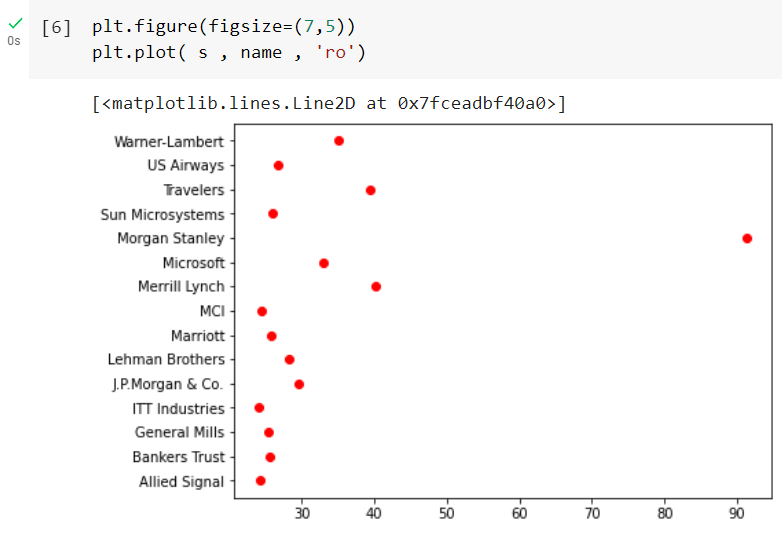 [6] plt.figure(figsize=(7,5))
plt.plot( s , name , 'ro')
0s
[<matplotlib.lines.Line2D at 0x7fceadbf40a0>]
Warner-Lambert
US Airways
Travelers
Sun Microsystems
Morgan Stanley
Microsoft
Merrill Lynch
MCI
Marriott
Lehman Brothers
J.P.Morgan & Co.
ITT Industries
General Mills
Bankers Trust
Allied Signal
30 40 50 60 70 80 90